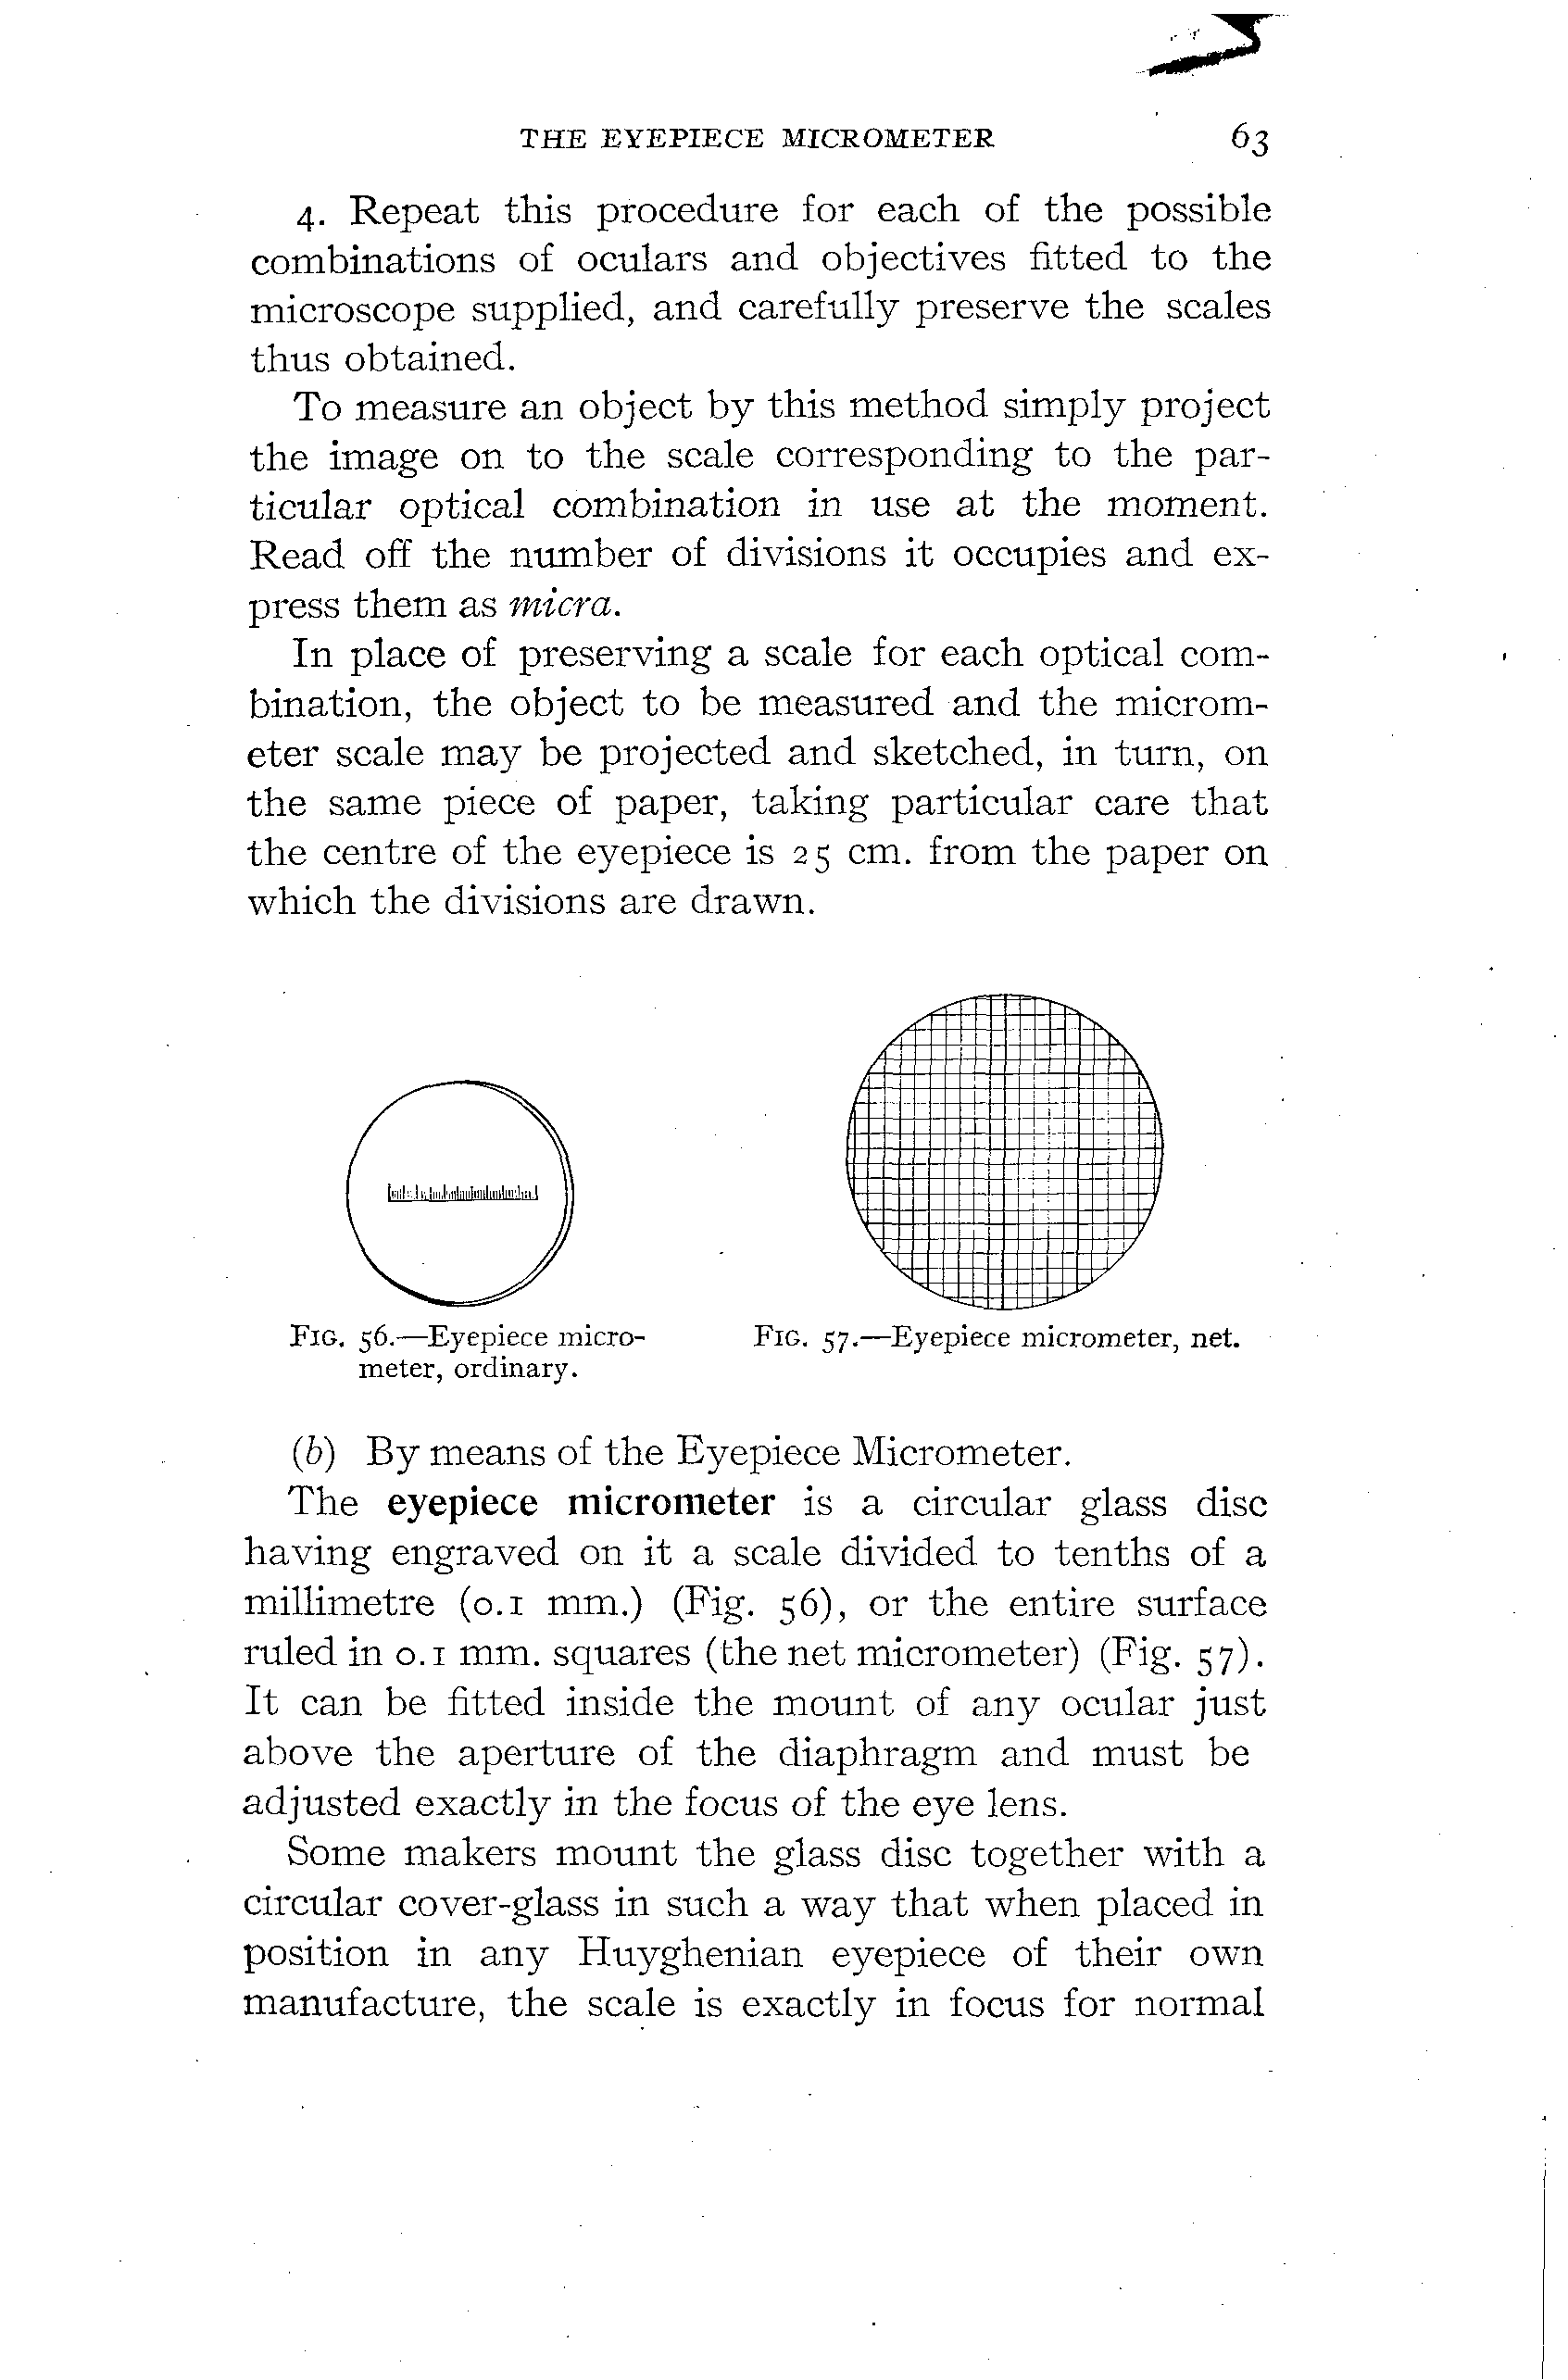 THE EYEPIECE MICROMETER 63
4. Repeat this procedure for each of the possible
combinations of oculars and objectives fitted to the
microscope supplied, and carefully preserve the scales
thus obtained.
To measure an object by this method simply project
the image on to the scale corresponding to the par-
ticular optical combination in use at the moment.
Read off the number of divisions it occupies and ex-
press them as micra.
In place of preserving a scale for each optical com-
bination, the object to be measured and the microm-
eter scale may be projected and sketched, in turn, on
the same piece of paper, taking particular care that
the centre of the eyepiece is 25 cm. from the paper on
which the divisions are drawn.
FIG. 56.—Eyepiece micro-
meter, ordinary.
FIG. 57.—Eyepiece micrometer, net.
(b) By means of the Eyepiece Micrometer.
The eyepiece micrometer is a circular glass disc
having engraved on it a scale divided to tenths of a
millimetre (0.1 mm.) (Fig. 56), or the entire surface
ruled in 0.1 mm. squares (the net micrometer) (Fig. 57).
It can be fitted inside the mount of any ocular just
above the aperture of the diaphragm and must be
adjusted exactly in the focus of the eye lens.
Some makers mount the glass disc together with a
circular cover-glass in such a way that when placed in
position in any Huyghenian eyepiece of their own
manufacture, the scale is exactly in focus for normal